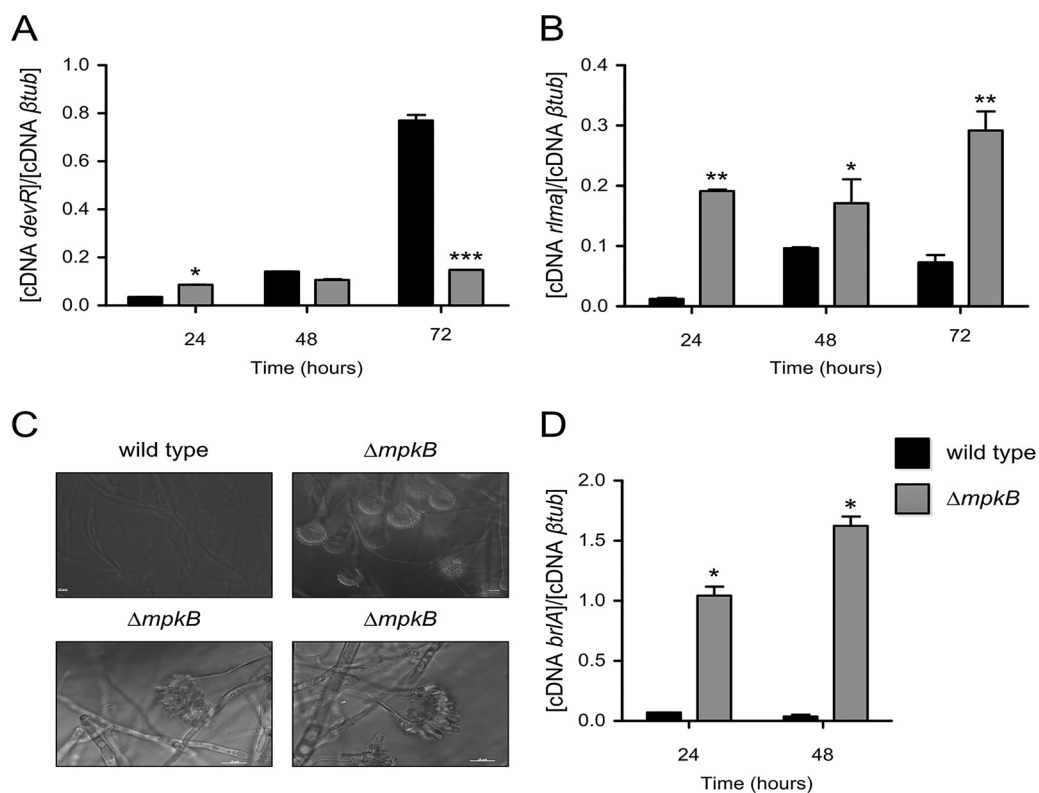 A
[cDNA devR]/[cDNA βtub]
1.0
0.8
0.6
0.4
0.2
0.0
*
***
24
48
72
Time (hours)
B
[cDNA rlma]/[cDNA βtub]
0.4
0.3
0.2
0.1
0.0
**
*
**
24
48
72
Time (hours)
C
wild type
ΔmpkB
ΔmpkB
ΔmpkB
D
[cDNA brlA]/[cDNA βtub]
2.0
1.5
1.0
0.5
0.0
*
*
24
48
Time (hours)
wild type
ΔmpkB